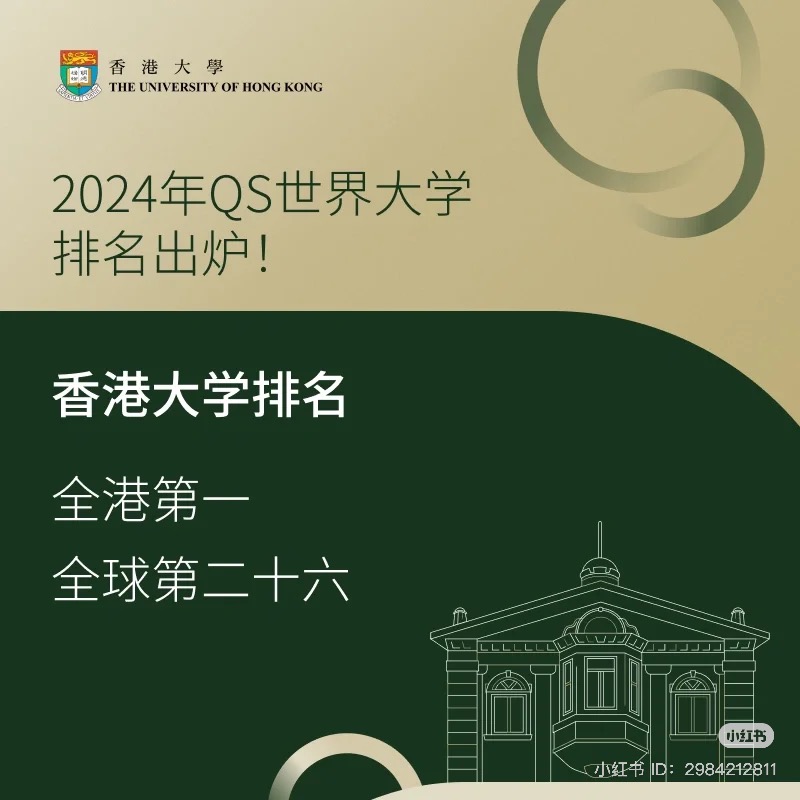 香港大學
THE UNIVERSITY OF HONG KONG
2024年QS世界大学
排名出炉！
香港大学排名
全港第一
全球第二十六
小红书
小红书 ID：2984212811